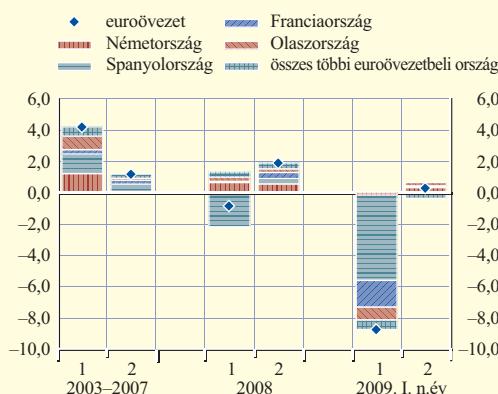 euroövezet Franciaország
Németország Olaszország
Spanyolország összes többi euroövezetbeli ország
6,0 6,0
4,0 4,0
2,0 2,0
0,0 0,0
–2,0 –2,0
–4,0 –4,0
–6,0 –6,0
–8,0 –8,0
–10,0 –10,0
1 2 1 2 1 2
2003–2007 2008 2009. I. n.év